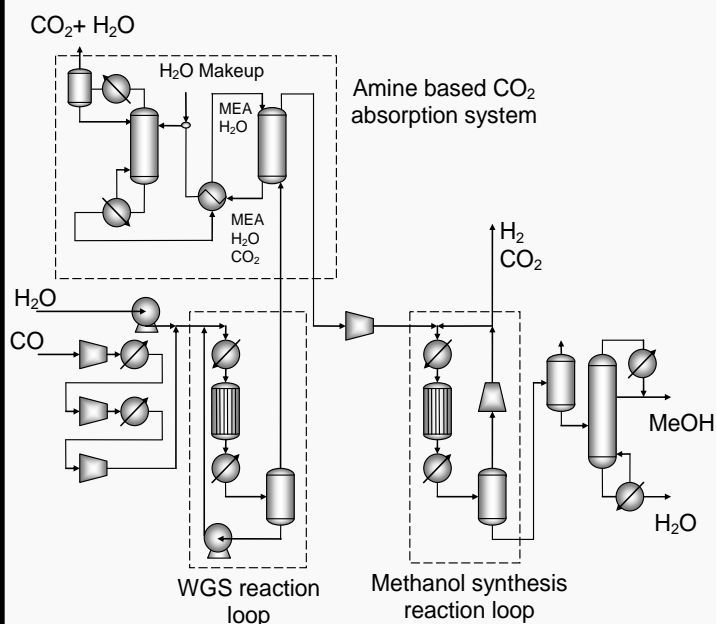 CO₂+ H₂O
H₂O Makeup
MEA
H₂O
Amine based CO₂
absorption system
MEA
H₂O
CO₂
H₂
CO₂
H₂O
CO
MeOH
H₂O
WGS reaction
loop
Methanol synthesis
reaction loop